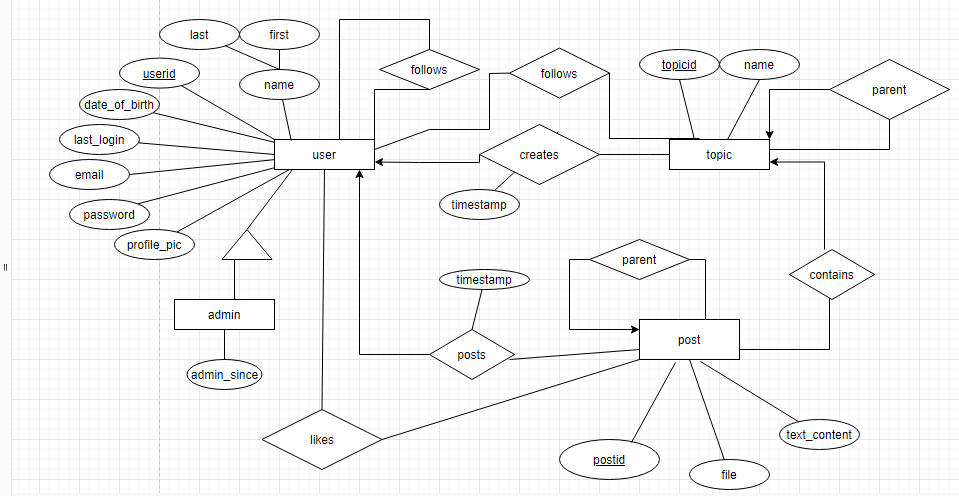 last
first
userid
name
follows
follows
topicid
name
date_of_birth
parent
last_login
user
creates
topic
email
password
timestamp
profile_pic
parent
contains
timestamp
admin
posts
post
admin_since
likes
text_content
postid
file